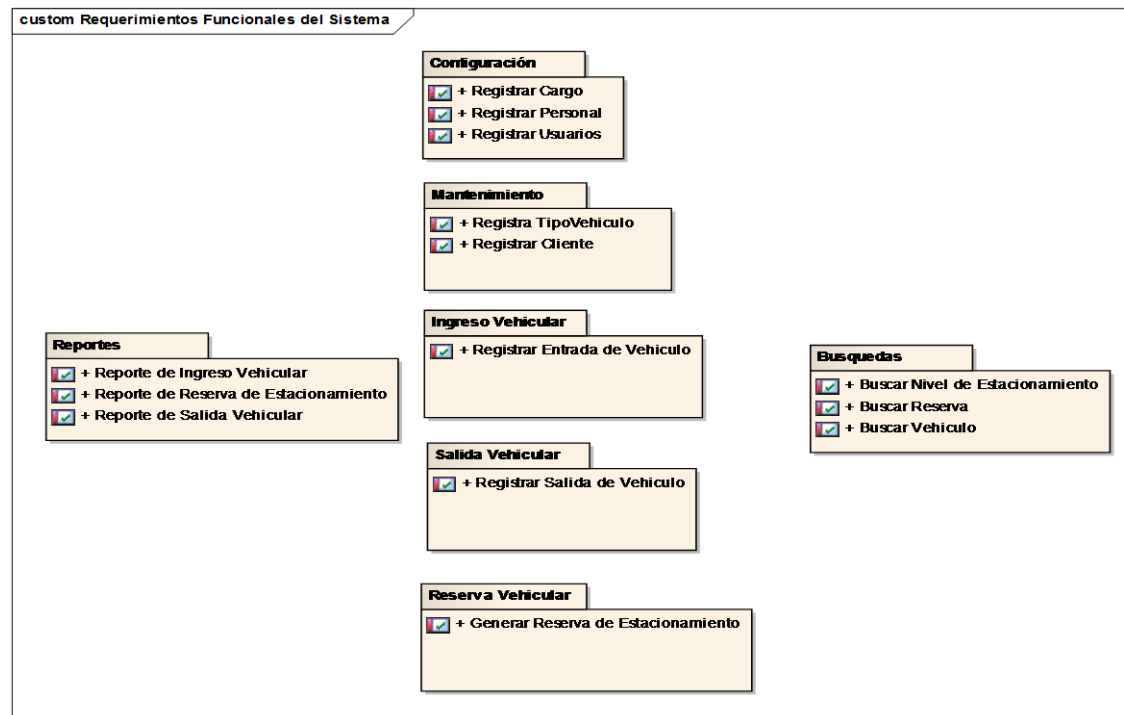 custom Requerimientos Funcionales del Sistema
Configuración
+ Registrar Cargo
+ Registrar Personal
+ Registrar Usuarios
Mantenimiento
+ Registra TipoVehiculo
+ Registrar Cliente
Ingreso Vehicular
+ Registrar Entrada de Vehiculo
Reportes
+ Reporte de Ingreso Vehicular
+ Reporte de Reserva de Estacionamiento
+ Reporte de Salida Vehicular
Busquedas
+ Buscar Nivel de Estacionamiento
+ Buscar Reserva
+ Buscar Vehiculo
Salida Vehicular
+ Registrar Salida de Vehiculo
Reserva Vehicular
+ Generar Reserva de Estacionamiento